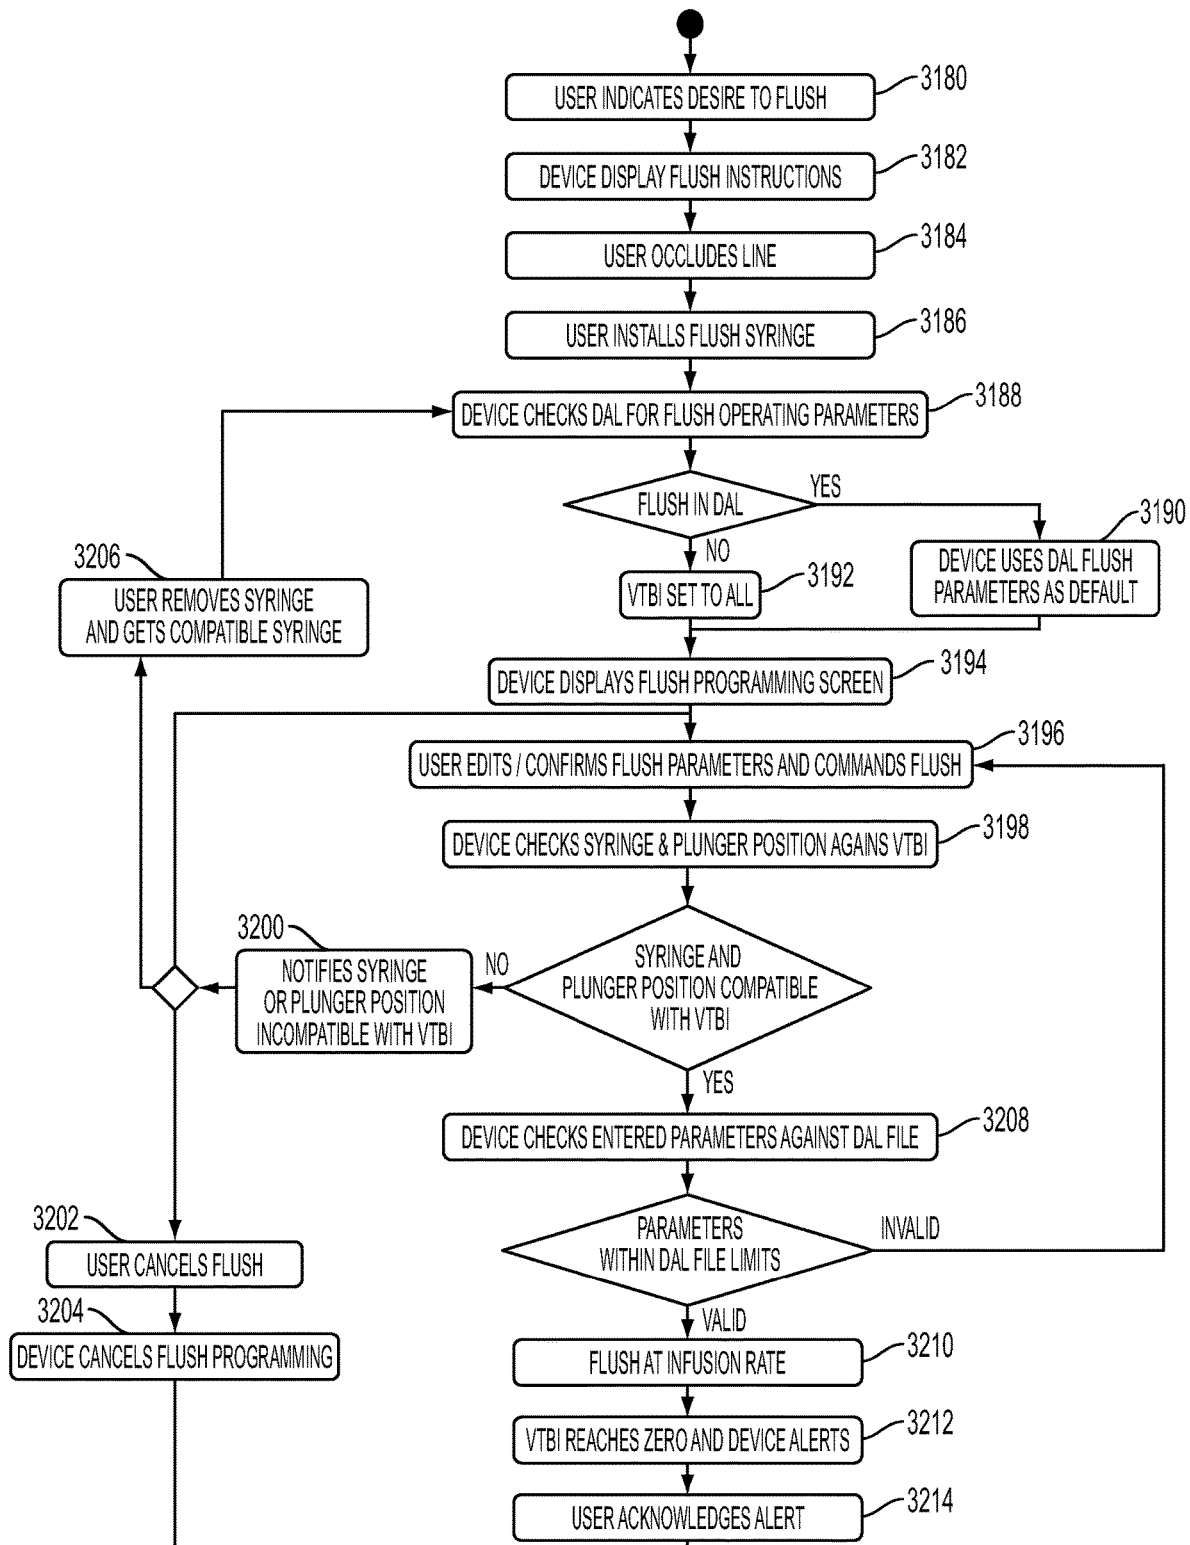 3180
USER INDICATES DESIRE TO FLUSH
3182
DEVICE DISPLAY FLUSH INSTRUCTIONS
3184
USER OCCLUDES LINE
3186
USER INSTALLS FLUSH SYRINGE
3188
DEVICE CHECKS DAL FOR FLUSH OPERATING PARAMETERS
FLUSH IN DAL
YES
NO
3190
DEVICE USES DAL FLUSH
PARAMETERS AS DEFAULT
3192
VTBI SET TO ALL
3206
USER REMOVES SYRINGE
AND GETS COMPATIBLE SYRINGE
3194
DEVICE DISPLAYS FLUSH PROGRAMMING SCREEN
3196
USER EDITS / CONFIRMS FLUSH PARAMETERS AND COMMANDS FLUSH
3198
DEVICE CHECKS SYRINGE & PLUNGER POSITION AGAINS VTBI
SYRINGE AND
PLUNGER POSITION COMPATIBLE
WITH VTBI
NO
3200
NOTIFIES SYRINGE
OR PLUNGER POSITION
INCOMPATIBLE WITH VTBI
YES
3208
DEVICE CHECKS ENTERED PARAMETERS AGAINST DAL FILE
PARAMETERS
WITHIN DAL FILE LIMITS
INVALID
VALID
3202
USER CANCELS FLUSH
3204
DEVICE CANCELS FLUSH PROGRAMMING
3210
FLUSH AT INFUSION RATE
3212
VTBI REACHES ZERO AND DEVICE ALERTS
3214
USER ACKNOWLEDGES ALERT